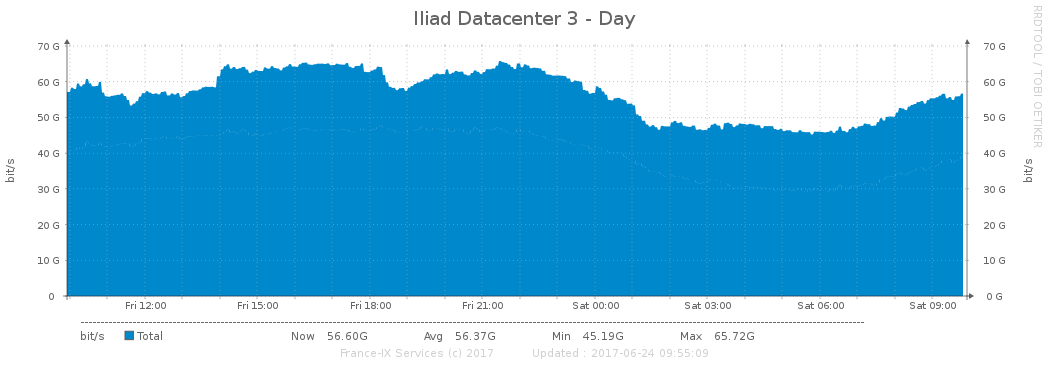 Iliad Datacenter 3 - Day
RRDTOOL / TOBI OETIKER
70 G 70 G
60 G 60 G
50 G 50 G
40 G 40 G
30 G 30 G
20 G 20 G
10 G 10 G
0 0 G
bit/s bit/s
Fri 12:00 Fri 15:00 Fri 18:00 Fri 21:00 Sat 00:00 Sat 03:00 Sat 06:00 Sat 09:00
bit/s Total Now 56.60G Avg 56.37G Min 45.19G Max 65.72G
France-IX Services (c) 2017 Updated : 2017-06-24 09:55:09